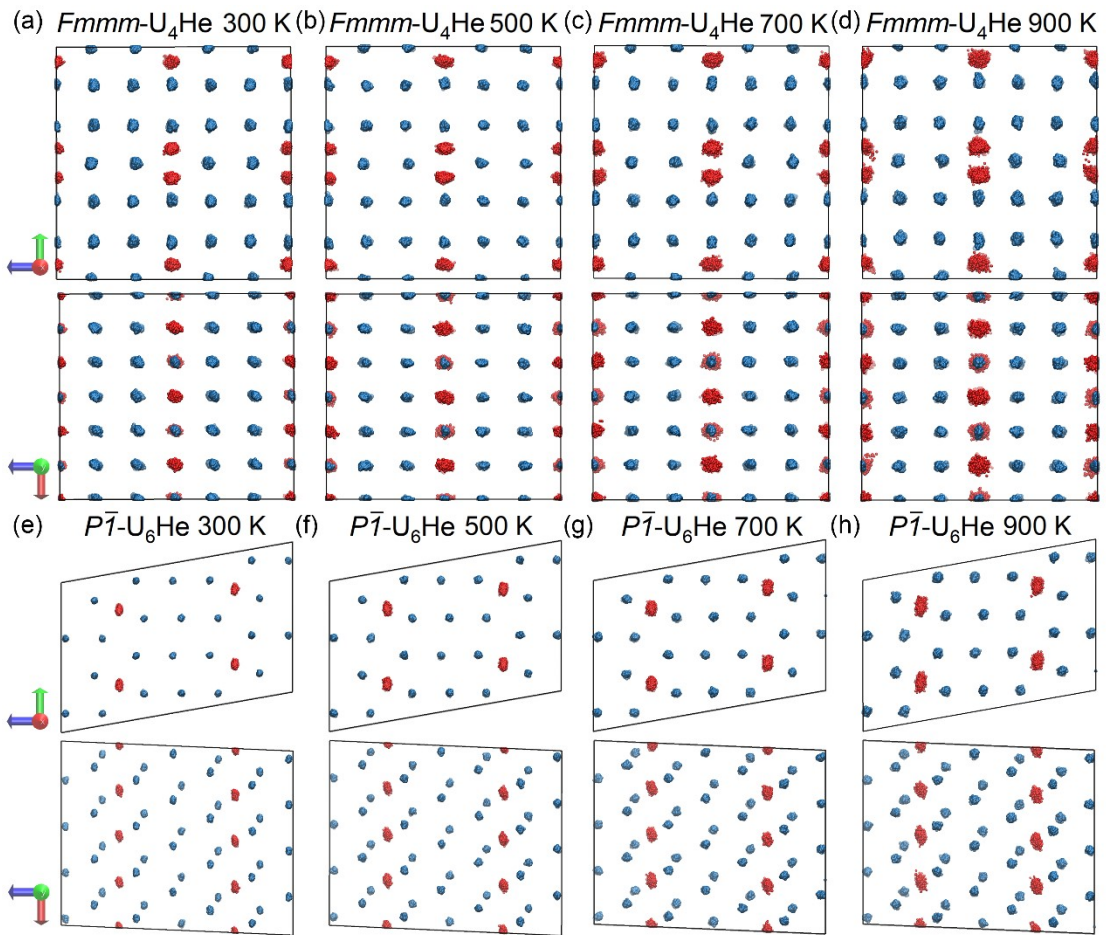 (a) Fmmm-U₄He 300 K (b) Fmmm-U₄He 500 K (c) Fmmm-U₄He 700 K (d) Fmmm-U₄He 900 K
(e) P1̅-U₆He 300 K (f) P1̅-U₆He 500 K (g) P1̅-U₆He 700 K (h) P1̅-U₆He 900 K